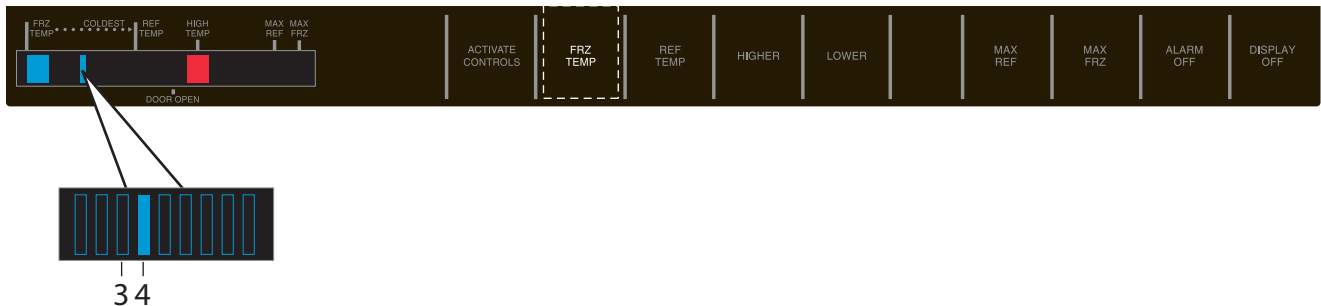 FRZ TEMP
COLDEST
REF TEMP
HIGH TEMP
MAX REF
MAX FRZ
DOOR OPEN
ACTIVATE CONTROLS
FRZ TEMP
REF TEMP
HIGHER
LOWER
MAX REF
MAX FRZ
ALARM OFF
DISPLAY OFF
3 4